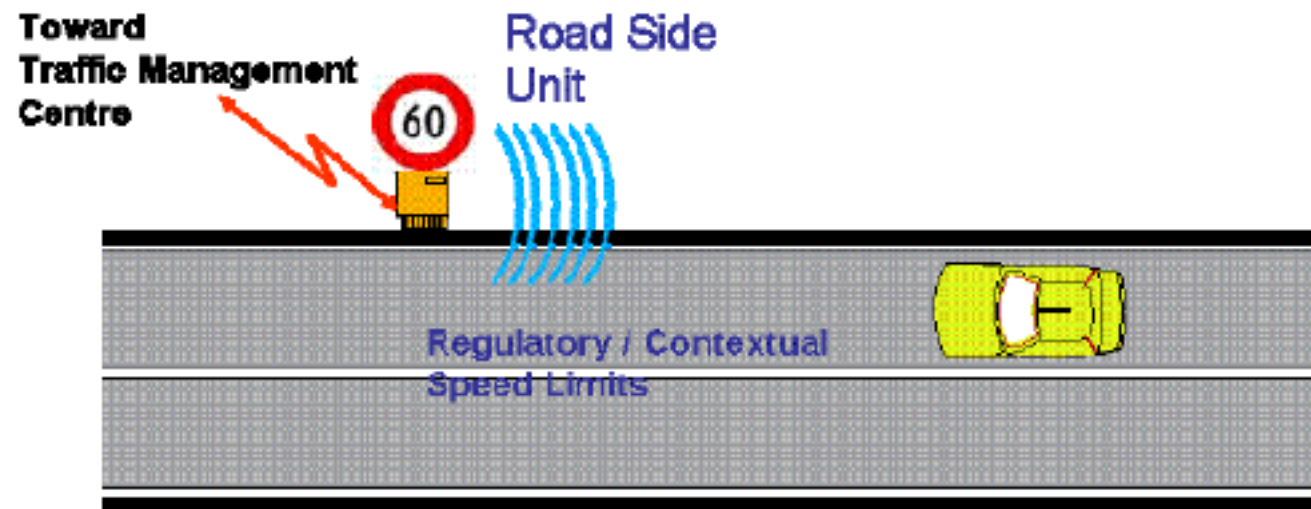 Toward
Traffic Management
Centre
Road Side
Unit
60
Regulatory / Contextual
Speed Limits